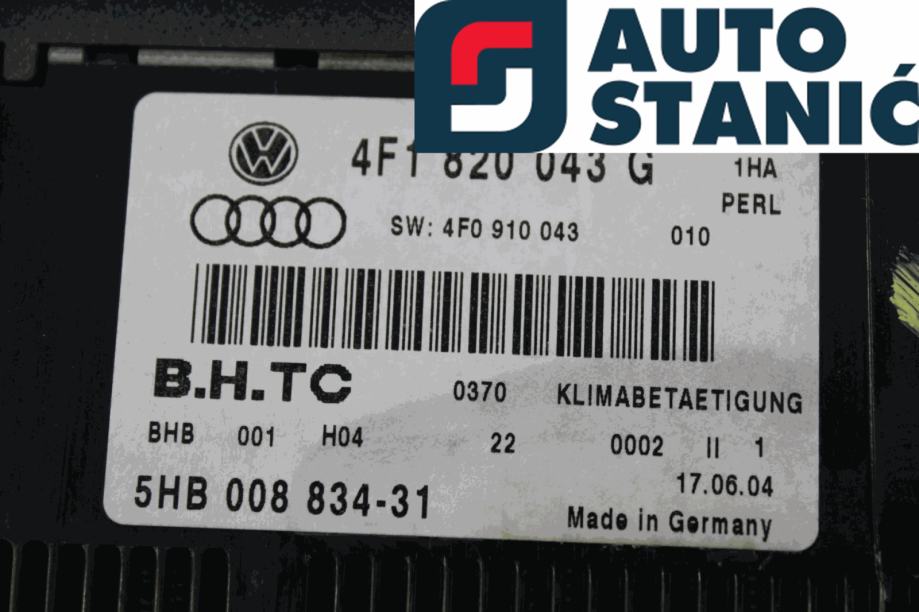 AUTO
STANIĆ
4F1 820 043 G
1HA
PERL
SW: 4F0 910 043
010
B.H.TC
0370 KLIMABETAETIGUNG
BHB 001 H04 22 0002 II 1
17.06.04
5HB 008 834-31
Made in Germany